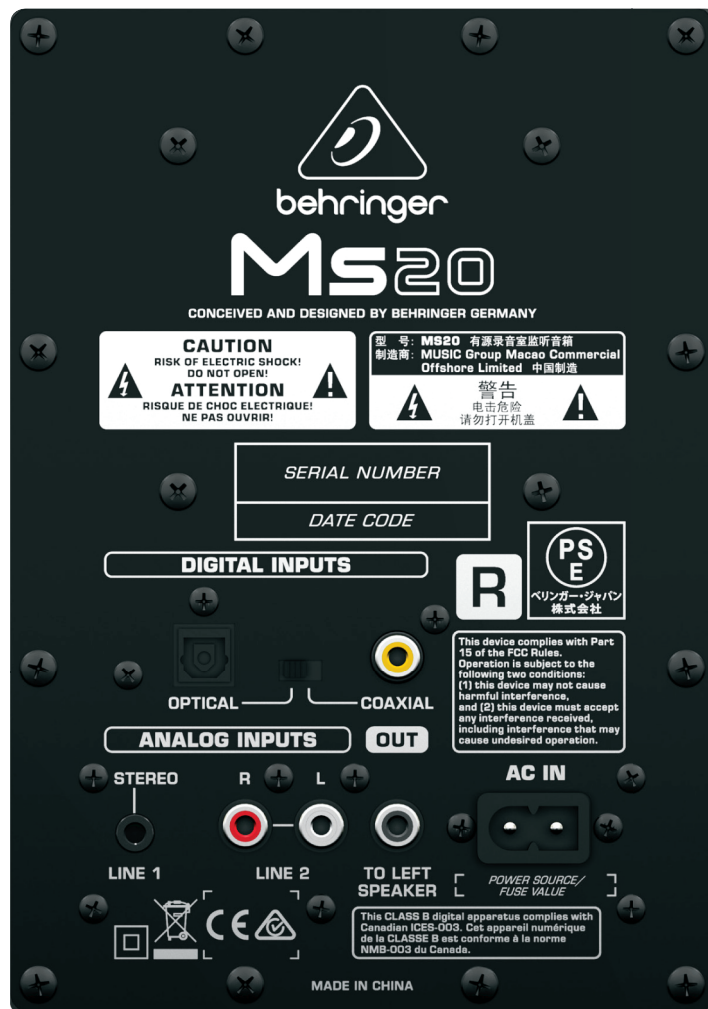 behringer
MS20
CONCEIVED AND DESIGNED BY BEHRINGER GERMANY
CAUTION
RISK OF ELECTRIC SHOCK!
DO NOT OPEN!
ATTENTION
RISQUE DE CHOC ELECTRIQUE!
NE PAS OUVRIR!
型 号: MS20 有源录音室监听音箱
制造商: MUSIC Group Macao Commercial
Offshore Limited 中国制造
警告
电击危险
请勿打开机盖
SERIAL NUMBER
DATE CODE
DIGITAL INPUTS
R
PS
E
ベリンガー・ジャパン
株式会社
OPTICAL
COAXIAL
This device complies with Part
15 of the FCC Rules.
Operation is subject to the
following two conditions:
(1) this device may not cause
harmful interference,
and (2) this device must accept
any interference received,
including interference that may
cause undesired operation.
ANALOG INPUTS
OUT
STEREO
R
L
AC IN
LINE 1
LINE 2
TO LEFT
SPEAKER
POWER SOURCE/
FUSE VALUE
CE
This CLASS B digital apparatus complies with
Canadian ICES-003. Cet appareil numérique
de la CLASSE B est conforme à la norme
NMB-003 du Canada.
MADE IN CHINA